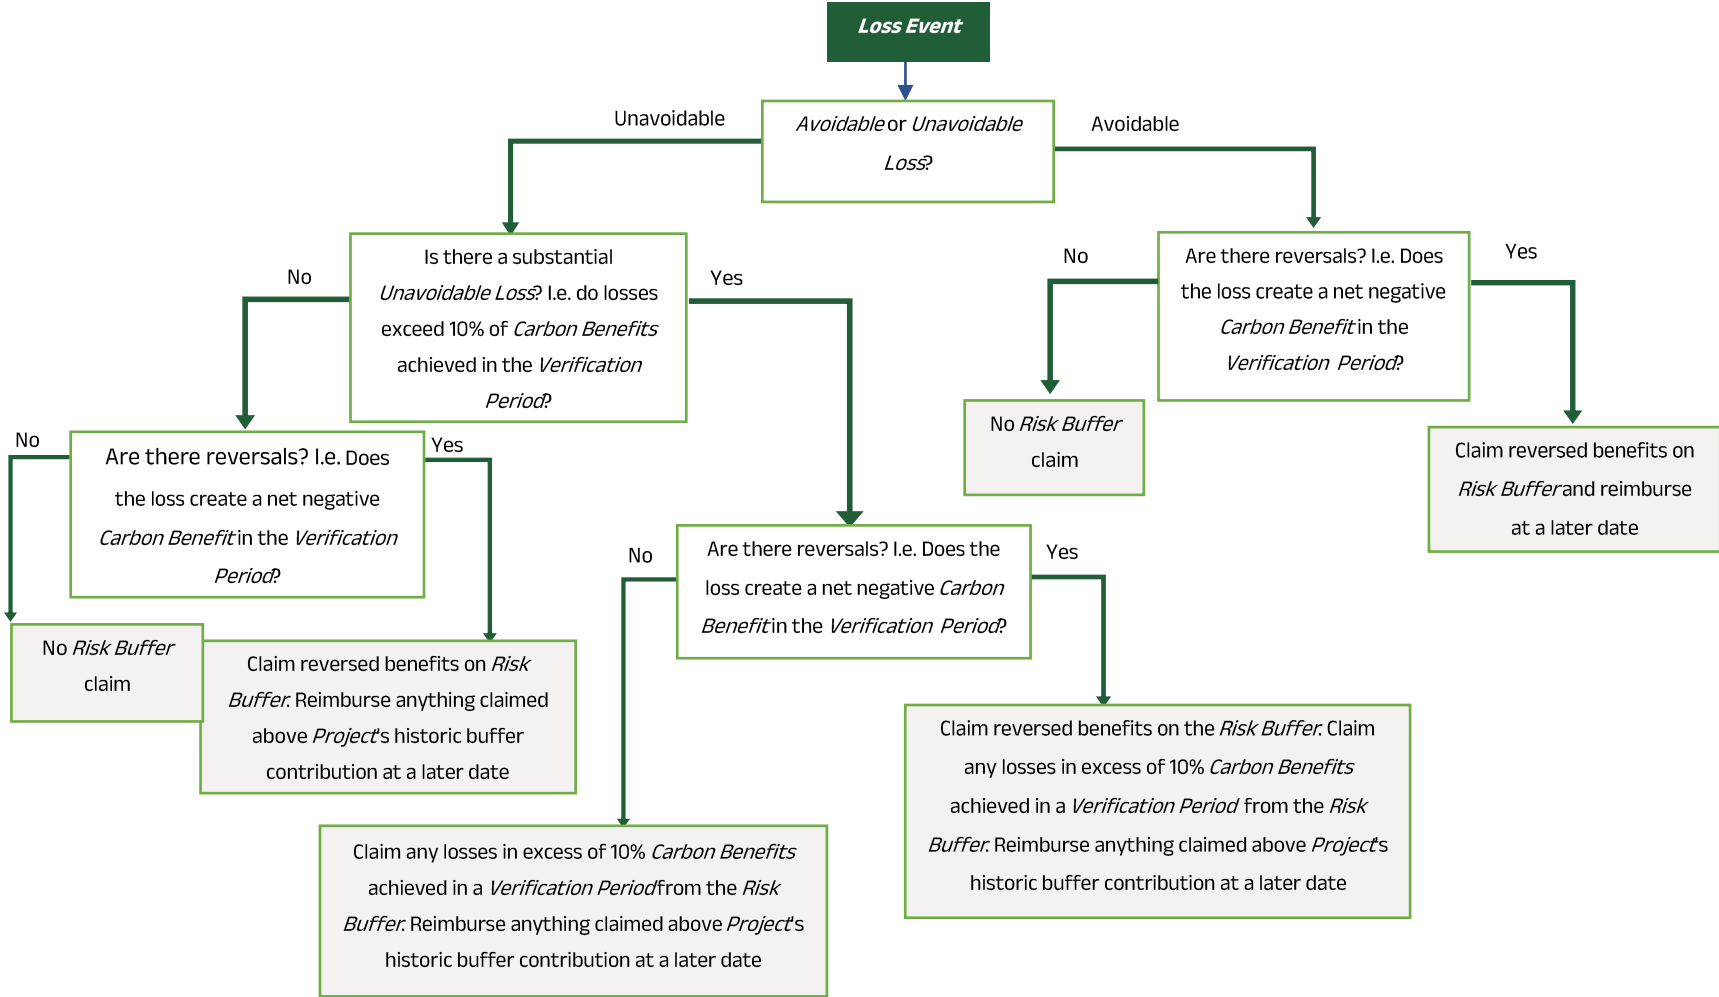 Loss Event
Unavoidable
Avoidable or Unavoidable
Loss?
Avoidable
No
Is there a substantial
Unavoidable Loss? I.e. do losses
exceed 10% of Carbon Benefits
achieved in the Verification
Period?
Yes
No
Are there reversals? I.e. Does
the loss create a net negative
Carbon Benefit in the
Verification Period?
Yes
No Risk Buffer
claim
Claim reversed benefits on
Risk Buffer and reimburse
at a later date
No
Are there reversals? I.e. Does
the loss create a net negative
Carbon Benefit in the Verification
Period?
Yes
No Risk Buffer
claim
Claim reversed benefits on Risk
Buffer. Reimburse anything claimed
above Project's historic buffer
contribution at a later date
No
Are there reversals? I.e. Does the
loss create a net negative Carbon
Benefit in the Verification Period?
Yes
Claim any losses in excess of 10% Carbon Benefits
achieved in a Verification Period from the Risk
Buffer. Reimburse anything claimed above Project's
historic buffer contribution at a later date
Claim reversed benefits on the Risk Buffer. Claim
any losses in excess of 10% Carbon Benefits
achieved in a Verification Period from the Risk
Buffer. Reimburse anything claimed above Project's
historic buffer contribution at a later date